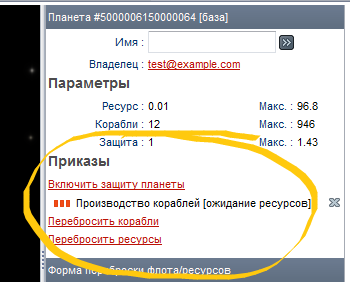 Планета #5000006150000064 [база]
Имя :
Владелец : test@example.com
Параметры
Ресурс : 0.01 Макс. : 96.8
Корабли : 12 Макс. : 946
Защита : 1 Макс. : 1.43
Приказы
Включить защиту планеты
Производство кораблей [ожидание ресурсов]
Перебросить корабли
Перебросить ресурсы
Форма переброски флота/ресурсов